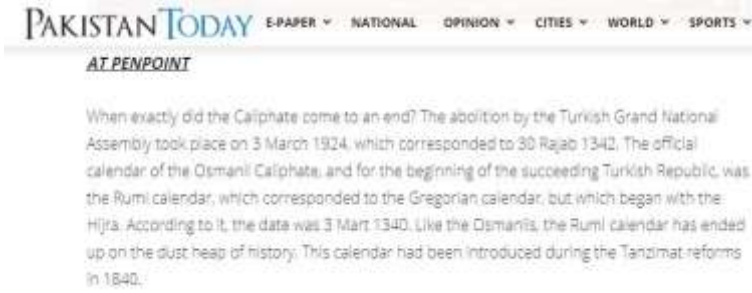 PAKISTAN TODAY E-PAPER NATIONAL OPINION CITIES WORLD SPORTS
AT PENPOINT
When exactly did the Caliphate come to an end? The abolition by the Turkish Grand National
Assembly took place on 3 March 1924, which corresponded to 30 Rajab 1342. The official
calendar of the Osmanli Caliphate, and for the beginning of the succeeding Turkish Republic, was
the Rumi calendar, which corresponded to the Gregorian calendar, but which began with the
Hijra. According to it, the date was 3 Mart 1340. Like the Osmanlis, the Rumi calendar has ended
up on the dust heap of history. This calendar had been introduced during the Tanzimat reforms
in 1840.